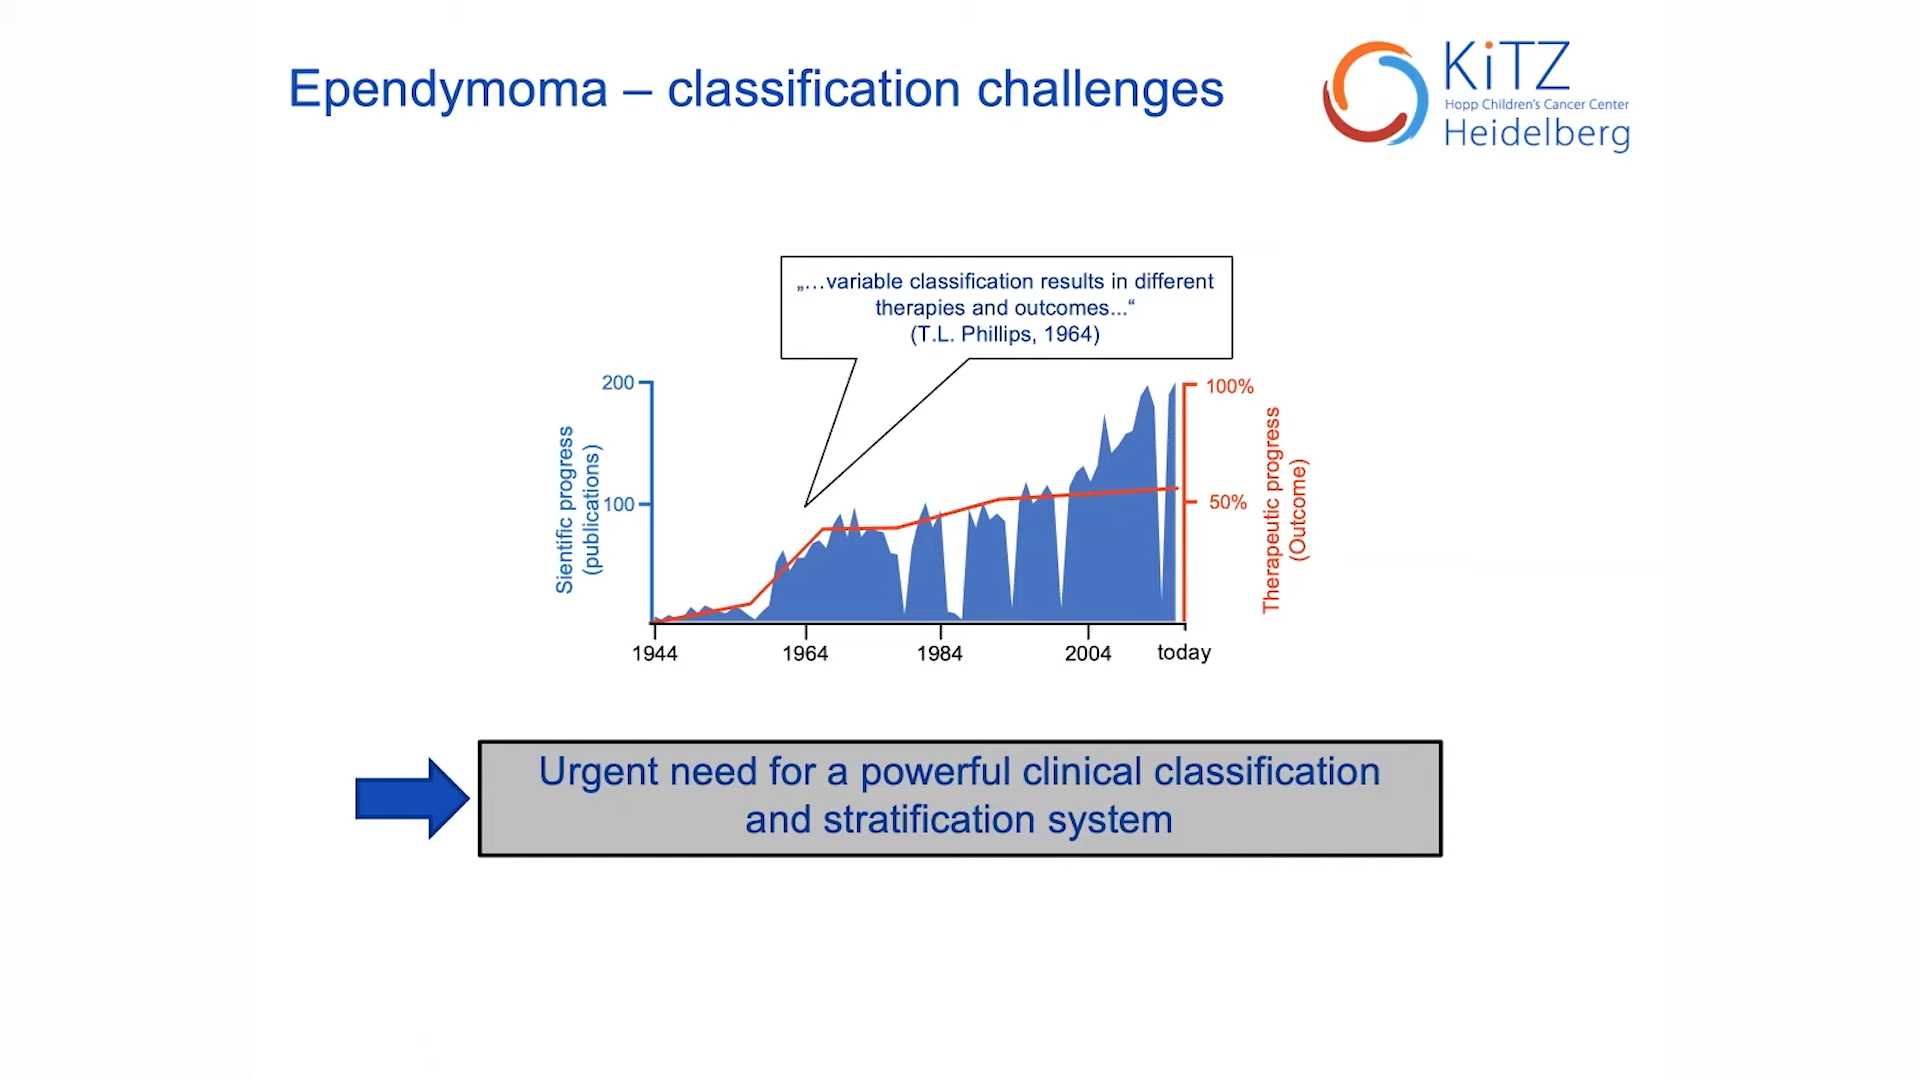 Ependymoma – classification challenges
KiTZ
Hopp Children's Cancer Center
Heidelberg
„…variable classification results in different
therapies and outcomes...“
(T.L. Phillips, 1964)
200
100
Sientific progress
(publications)
100%
50%
Therapeutic progress
(Outcome)
1944
1964
1984
2004
today
Urgent need for a powerful clinical classification
and stratification system